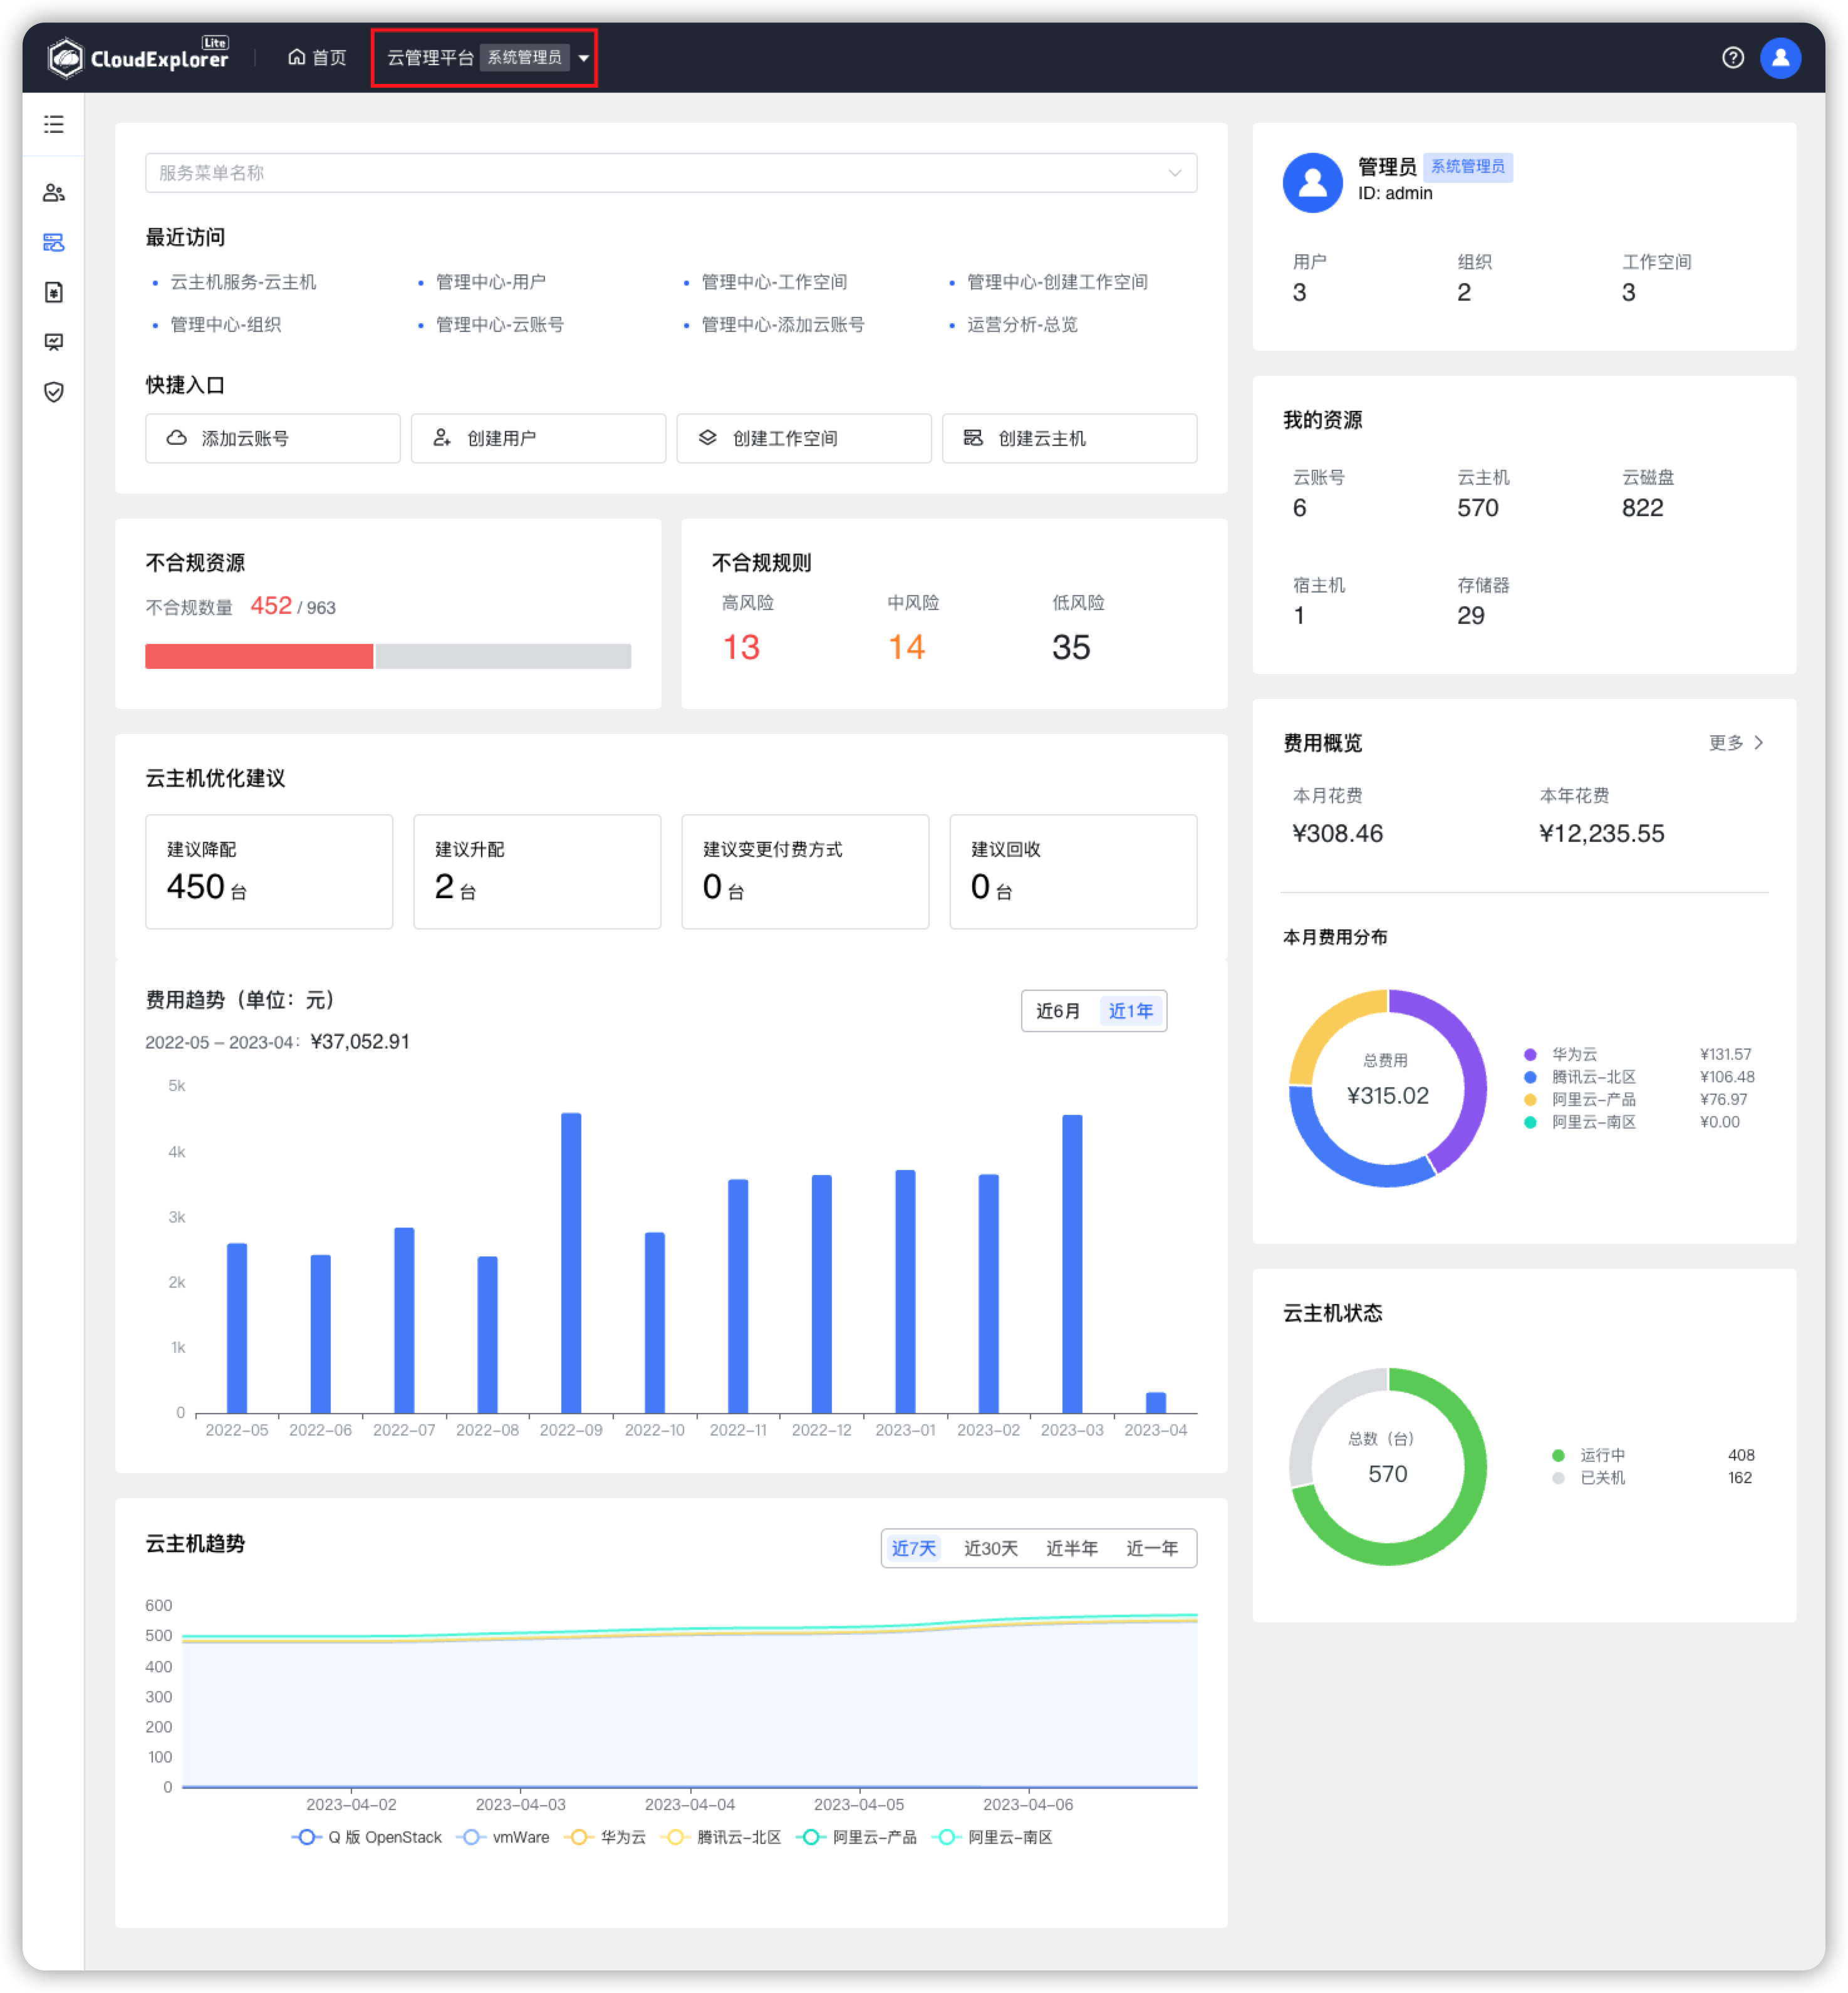 CloudExplorer Lite
首页
云管理平台 系统管理员
服务菜单名称
最近访问
云主机服务-云主机 管理中心-用户 管理中心-工作空间 管理中心-创建工作空间
管理中心-组织 管理中心-云账号 管理中心-添加云账号 运营分析-总览
快捷入口
添加云账号 创建用户 创建工作空间 创建云主机
不合规资源
不合规数量 452 / 963
不合规规则
高风险 中风险 低风险
13 14 35
云主机优化建议
建议降配 建议升配 建议变更付费方式 建议回收
450 台 2 台 0 台 0 台
费用趋势（单位：元）
近6月 近1年
2022-05 – 2023-04：¥37,052.91
5k
4k
3k
2k
1k
0
2022-05 2022-06 2022-07 2022-08 2022-09 2022-10 2022-11 2022-12 2023-01 2023-02 2023-03 2023-04
云主机趋势
近7天 近30天 近半年 近一年
600
500
400
300
200
100
0
2023-04-02 2023-04-03 2023-04-04 2023-04-05 2023-04-06
Q 版 OpenStack vmWare 华为云 腾讯云-北区 阿里云-产品 阿里云-南区
管理员 系统管理员
ID: admin
用户 组织 工作空间
3 2 3
我的资源
云账号 云主机 云磁盘
6 570 822
宿主机 存储器
1 29
费用概览
更多
本月花费 本年花费
¥308.46 ¥12,235.55
本月费用分布
总费用
¥315.02
华为云 ¥131.57
腾讯云-北区 ¥106.48
阿里云-产品 ¥76.97
阿里云-南区 ¥0.00
云主机状态
总数（台）
570
运行中 408
已关机 162